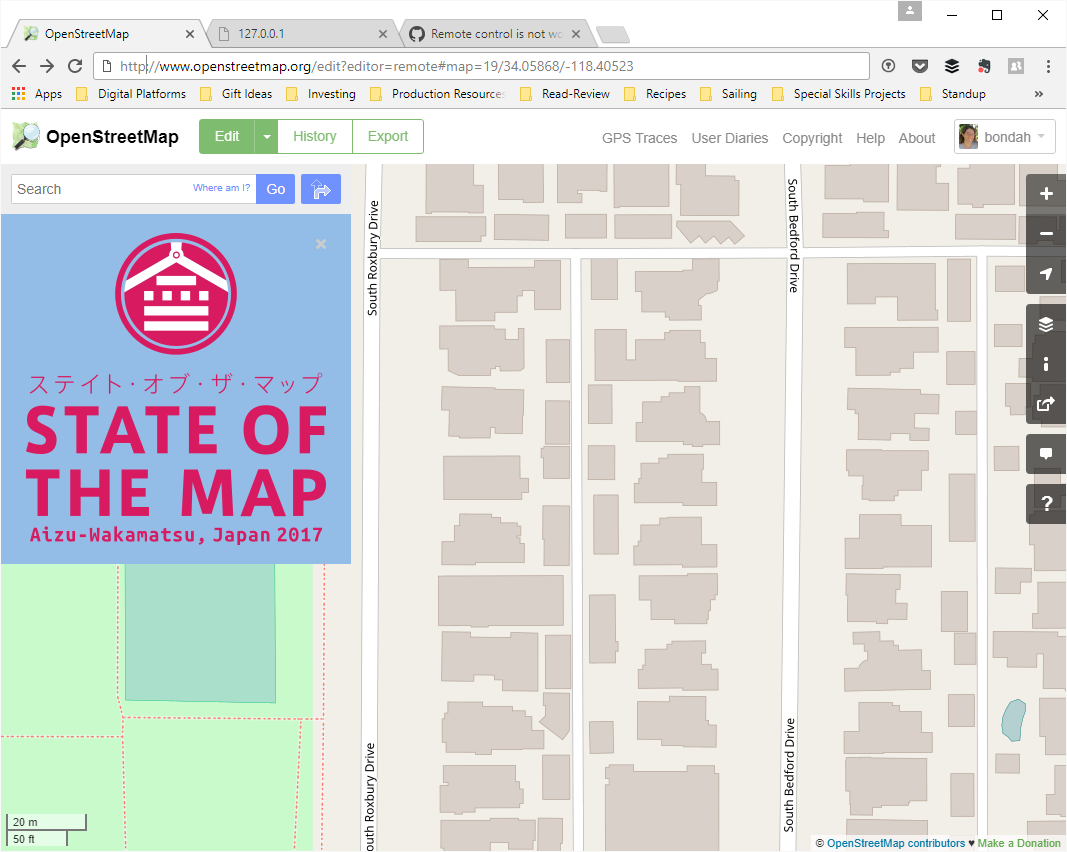 OpenStreetMap
127.0.0.1
Remote control is not wo
http://www.openstreetmap.org/edit?editor=remote#map=19/34.05868/-118.40523
Apps Digital Platforms Gift Ideas Investing Production Resources Read-Review Recipes Sailing Special Skills Projects Standup »
OpenStreetMap Edit History Export GPS Traces User Diaries Copyright Help About bondah
Search Where am I? Go
ステイト・オブ・ザ・マップ
STATE OF
THE MAP
Aizu-Wakamatsu, Japan 2017
South Roxbury Drive
South Bedford Drive
South Roxbury Drive
South Bedford Drive
20 m
50 ft
© OpenStreetMap contributors ♥ Make a Donation